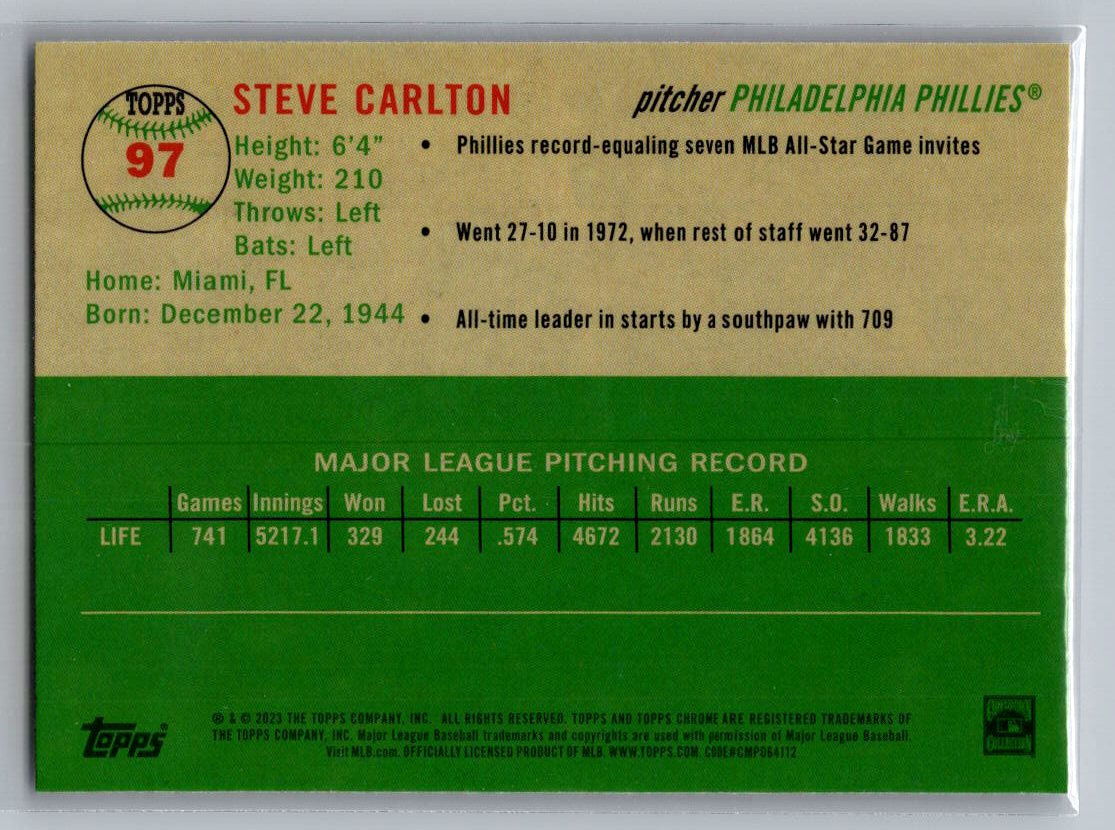 TOPPS
97
STEVE CARLTON
pitcher PHILADELPHIA PHILLIES®
Height: 6'4"
Weight: 210
Throws: Left
Bats: Left
Home: Miami, FL
Born: December 22, 1944
• Phillies record-equaling seven MLB All-Star Game invites
• Went 27-10 in 1972, when rest of staff went 32-87
• All-time leader in starts by a southpaw with 709
MAJOR LEAGUE PITCHING RECORD
Games Innings Won Lost Pct. Hits Runs E.R. S.O. Walks E.R.A.
LIFE 741 5217.1 329 244 .574 4672 2130 1864 4136 1833 3.22
topps®
® & © 2023 THE TOPPS COMPANY, INC. ALL RIGHTS RESERVED. TOPPS AND TOPPS CHROME ARE REGISTERED TRADEMARKS OF
THE TOPPS COMPANY, INC. Major League Baseball trademarks and copyrights are used with permission of Major League Baseball.
Visit MLB.com. OFFICIALLY LICENSED PRODUCT OF MLB. WWW.TOPPS.COM. CODE#CMP064112